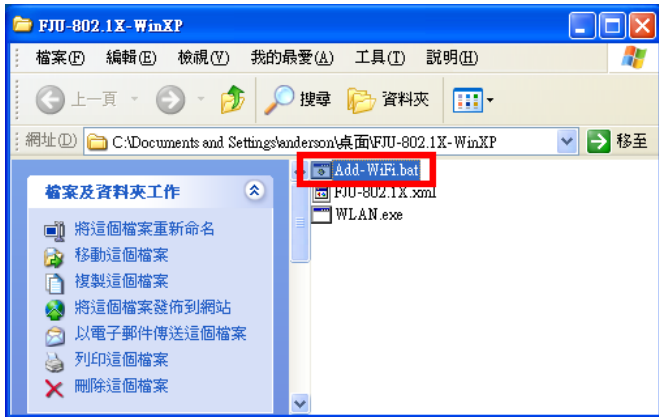 FJU-802.1X-WinXP
檔案(F) 編輯(E) 檢視(V) 我的最愛(A) 工具(T) 說明(H)
上一頁 搜尋 資料夾
網址(D) C:\Documents and Settings\anderson\桌面\FJU-802.1X-WinXP 移至
檔案及資料夾工作
將這個檔案重新命名
移動這個檔案
複製這個檔案
將這個檔案發佈到網站
以電子郵件傳送這個檔案
列印這個檔案
刪除這個檔案
Add-WiFi.bat
FJU-802.1X.xml
WLAN.exe